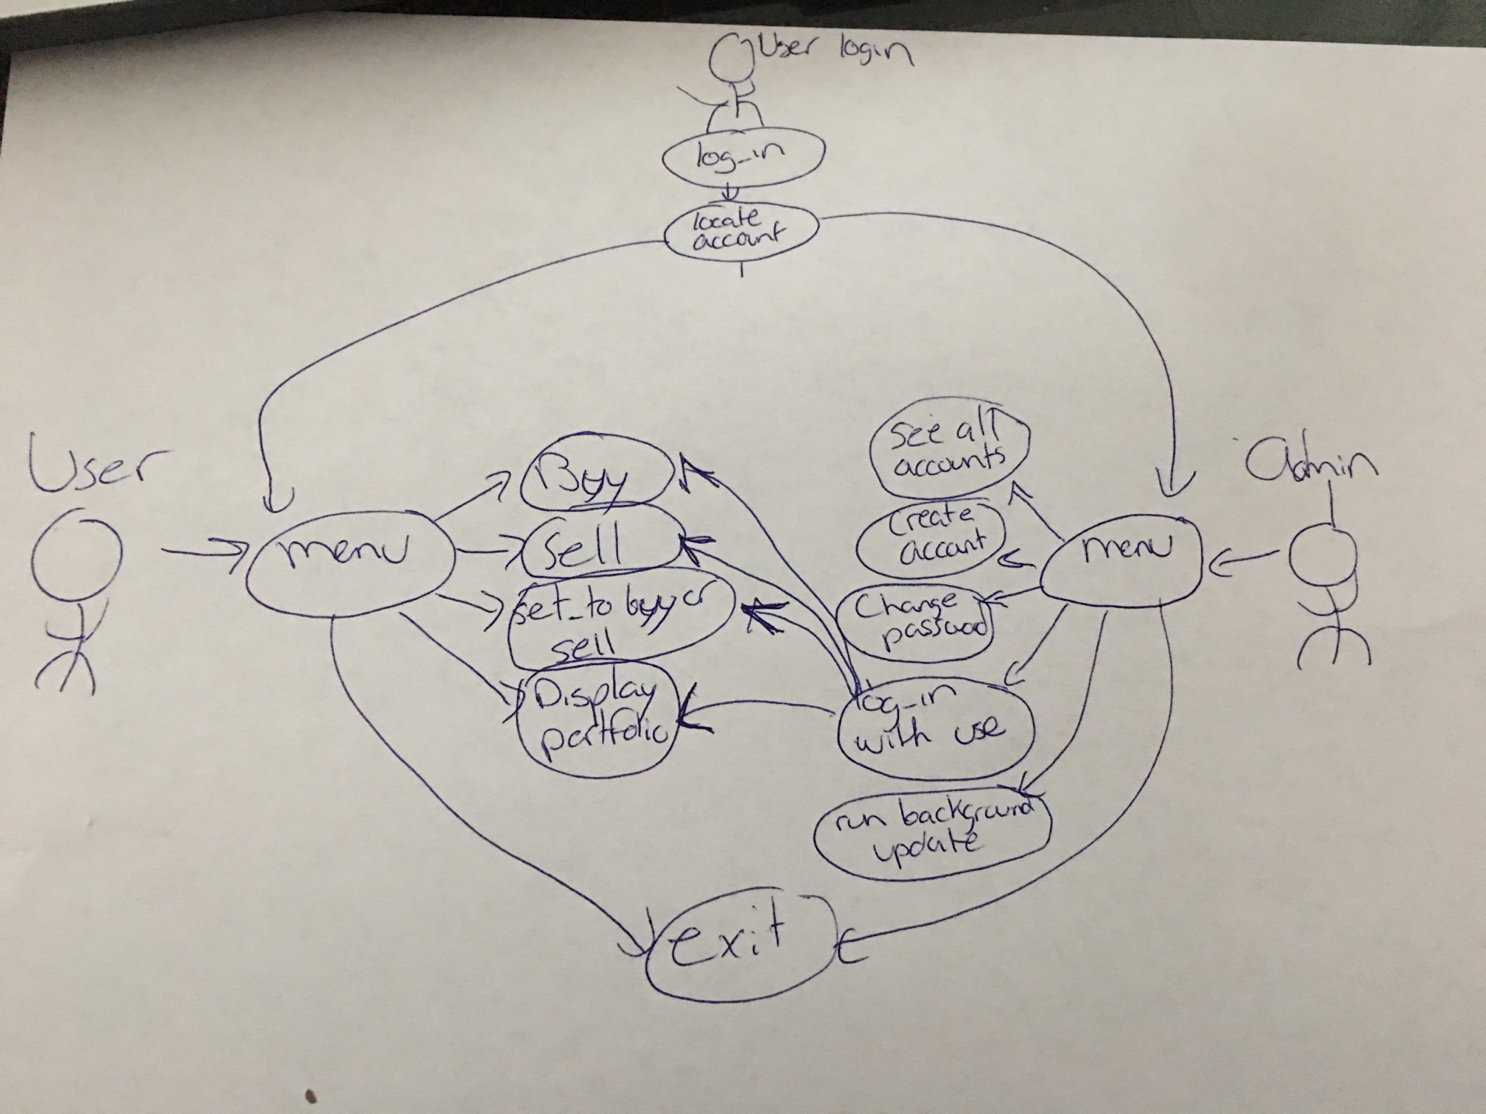 User login
log_in
locate
account
User
menu
Buy
Sell
set_to buy or
sell
Display
portfolio
see all
accounts
Create
account
Change
password
log_in
with use
run background
update
menu
Admin
exit